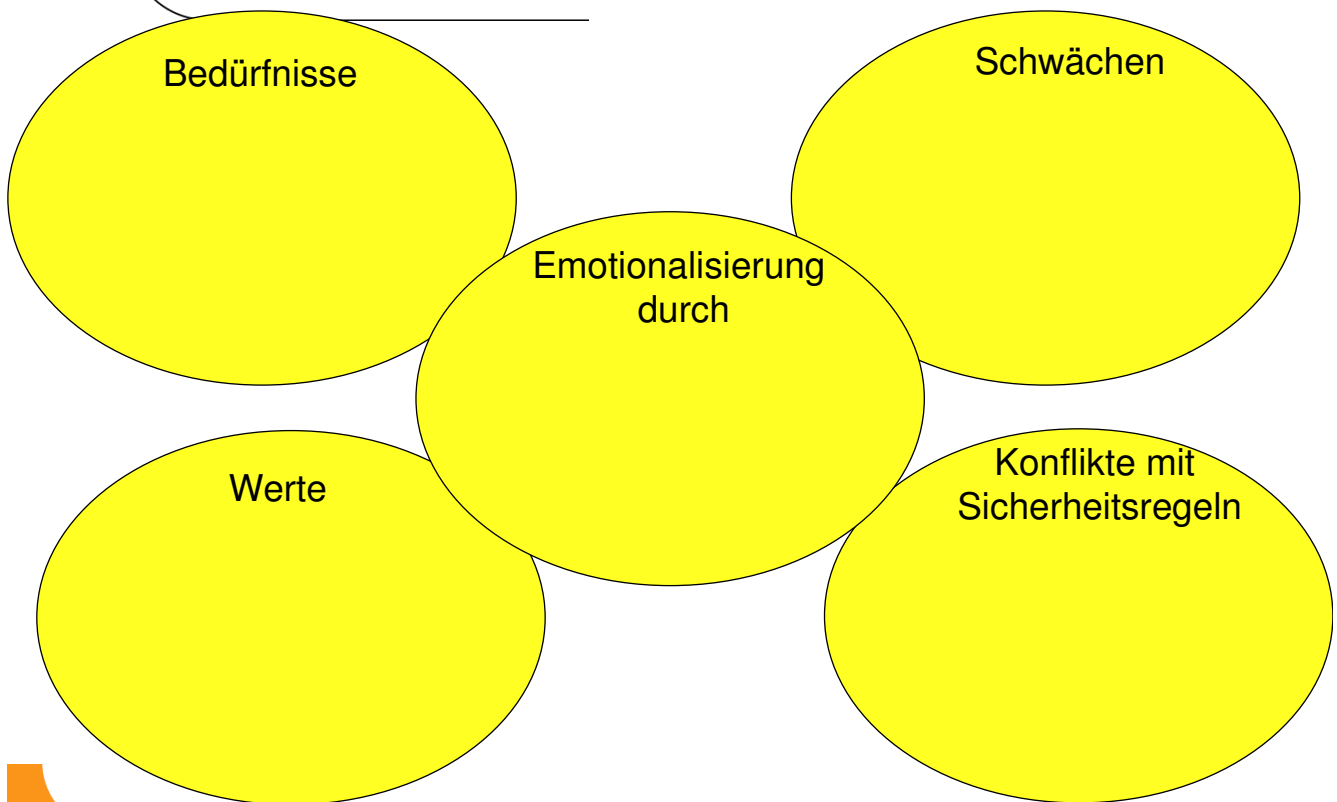 Bedürfnisse
Schwächen
Emotionalisierung
durch
Werte
Konflikte mit
Sicherheitsregeln